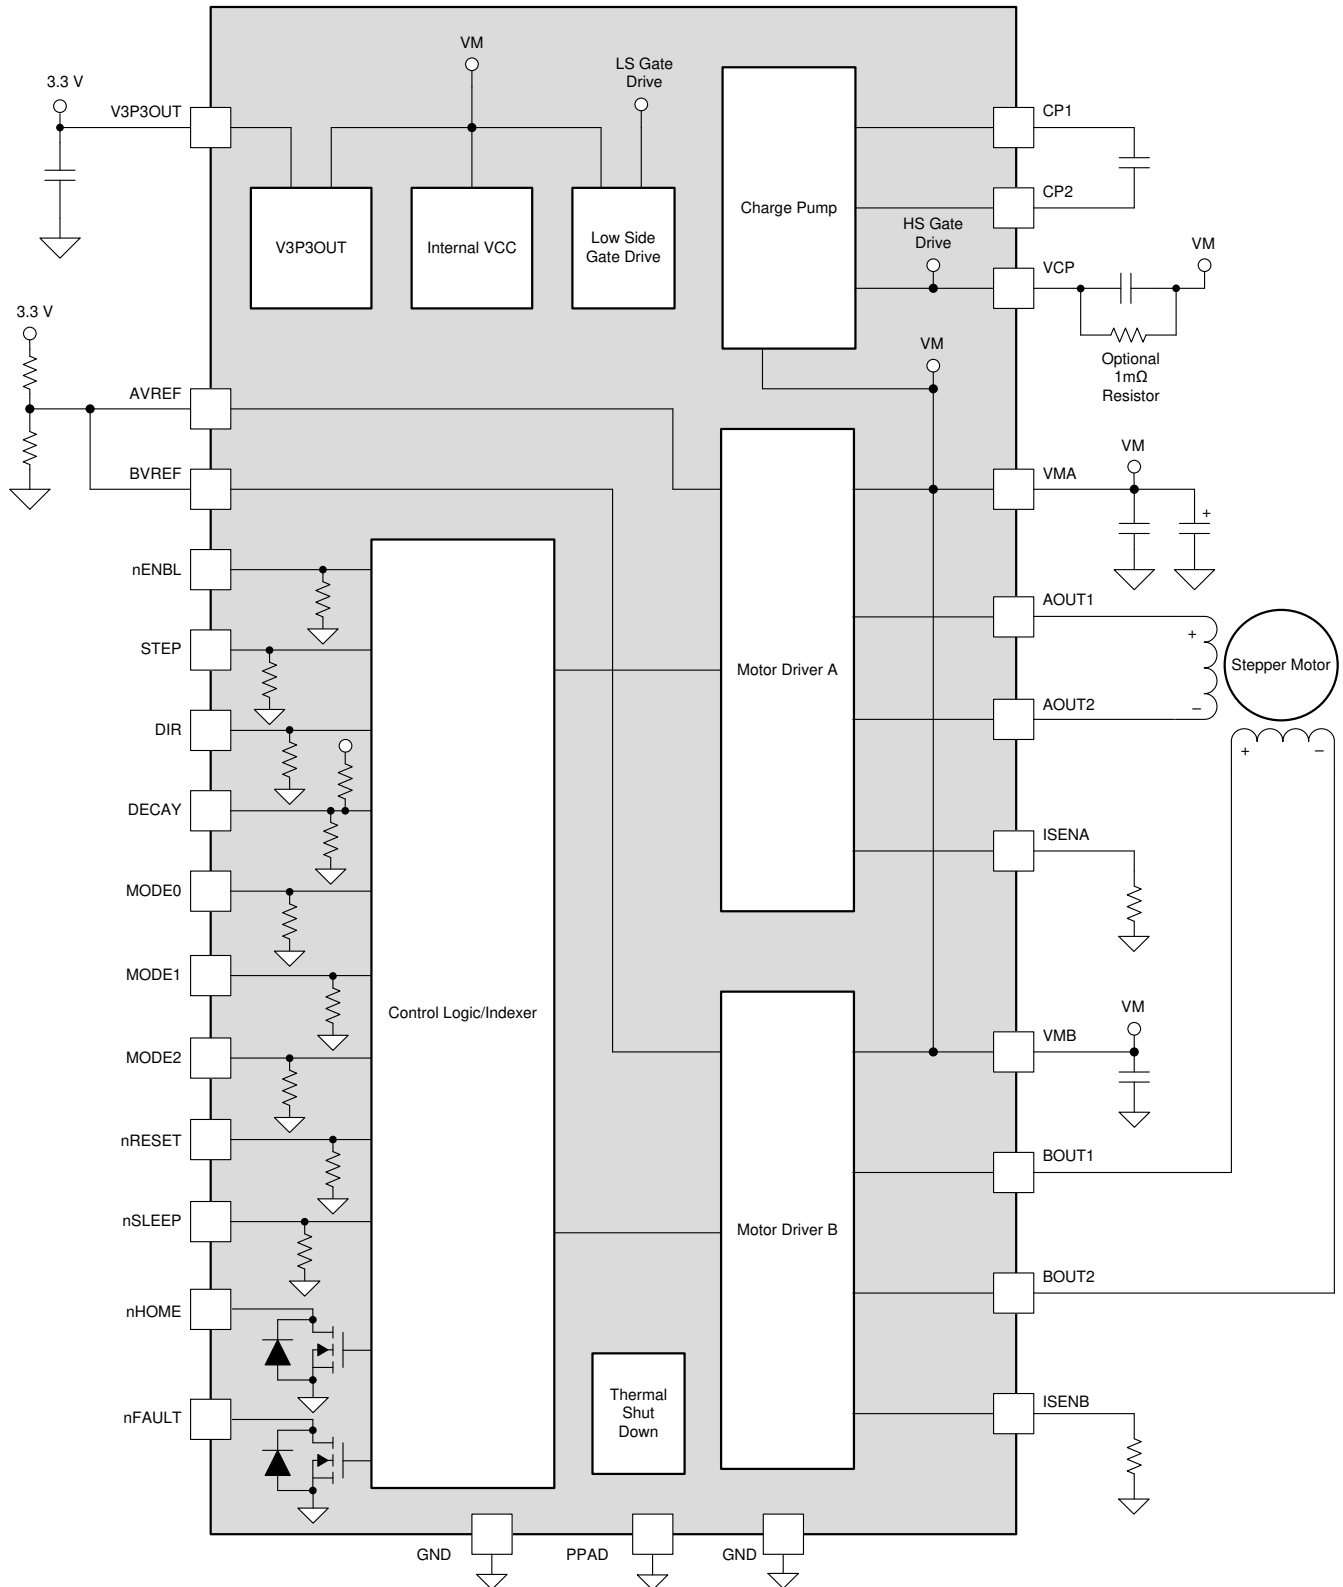 VM
LS Gate
Drive
3.3 V
V3P3OUT
CP1
CP2
Charge Pump
V3P3OUT
Internal VCC
Low Side
Gate Drive
HS Gate
Drive
VM
VCP
3.3 V
VM
Optional
1mΩ
Resistor
AVREF
BVREF
VM
VMA
+
nENBL
AOUT1
STEP
+
Stepper Motor
Motor Driver A
AOUT2
–
DIR
+
–
DECAY
ISENA
MODE0
MODE1
Control Logic/Indexer
VM
MODE2
VMB
nRESET
BOUT1
nSLEEP
Motor Driver B
BOUT2
nHOME
Thermal
Shut
Down
ISENB
nFAULT
GND
PPAD
GND